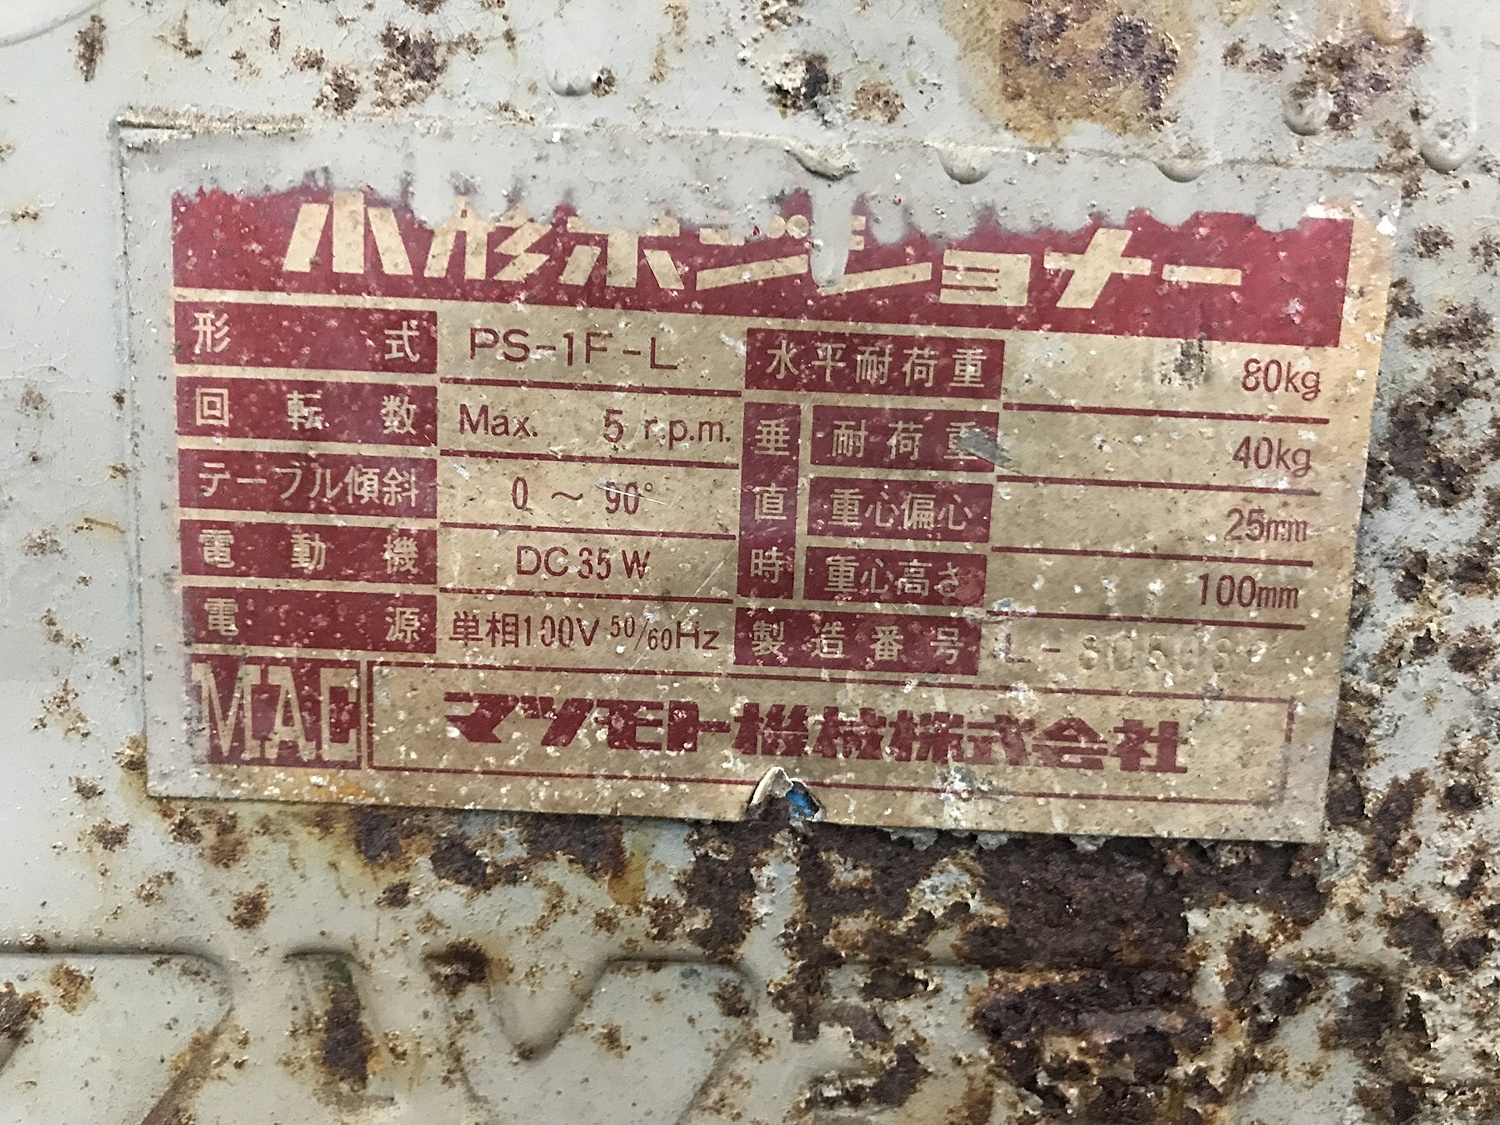 小形ポジショナー
形式 PS-1F-L 水平耐荷重 80kg
回転数 Max. 5 r.p.m. 垂直時 耐荷重 40kg
テーブル傾斜 0 ～ 90° 重心偏心 25mm
電動機 DC 35 W 重心高さ 100mm
電源 単相100V 50/60Hz 製造番号 L-
MAC マツモト機械株式会社